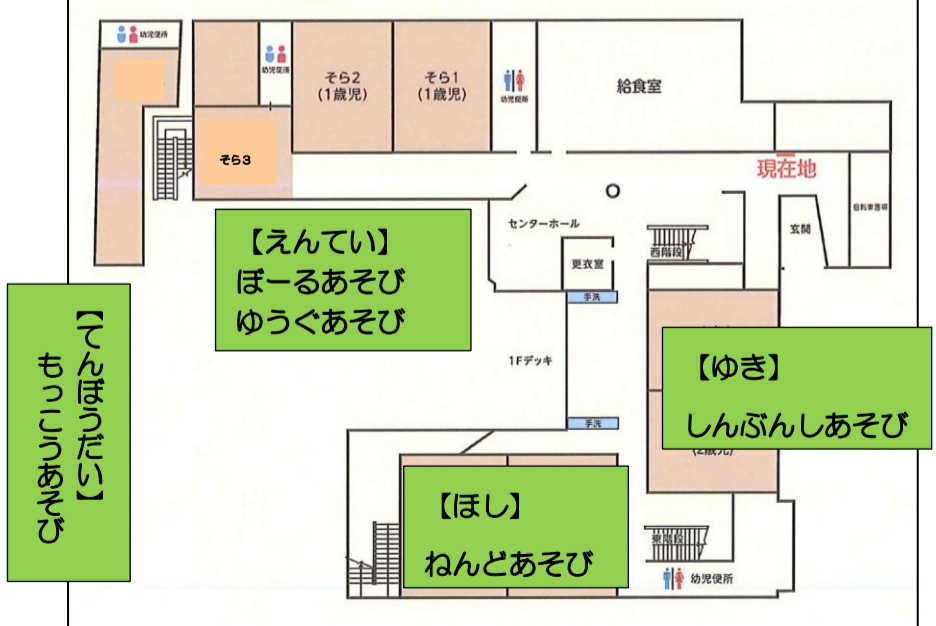 幼児便所
幼児便所
そら2
(1歳児)
そら1
(1歳児)
幼児便所
給食室
そら3
現在地
自転車置場
玄関
センターホール
西階段
更衣室
手洗
【えんてい】
ぼーるあそび
ゆうぐあそび
【てんぼうだい】
もっこうあそび
1Fデッキ
【ゆき】
しんぶんしあそび
(2歳児)
手洗
【ほし】
ねんどあそび
東階段
幼児便所